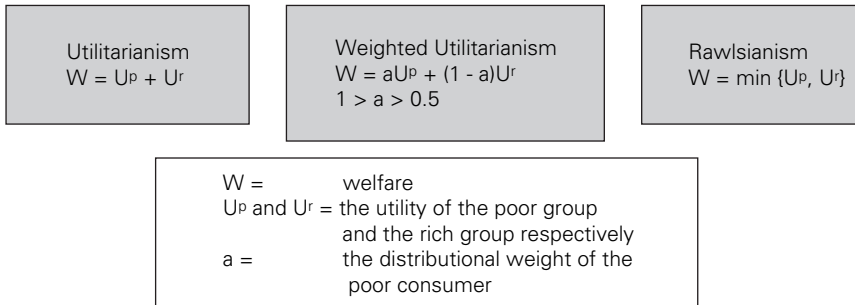 Utilitarianism
W = Uᵖ + Uʳ
Weighted Utilitarianism
W = aUᵖ + (1 - a)Uʳ
1 > a > 0.5
Rawlsianism
W = min {Uᵖ, Uʳ}
W = welfare
Uᵖ and Uʳ = the utility of the poor group
and the rich group respectively
a = the distributional weight of the
poor consumer